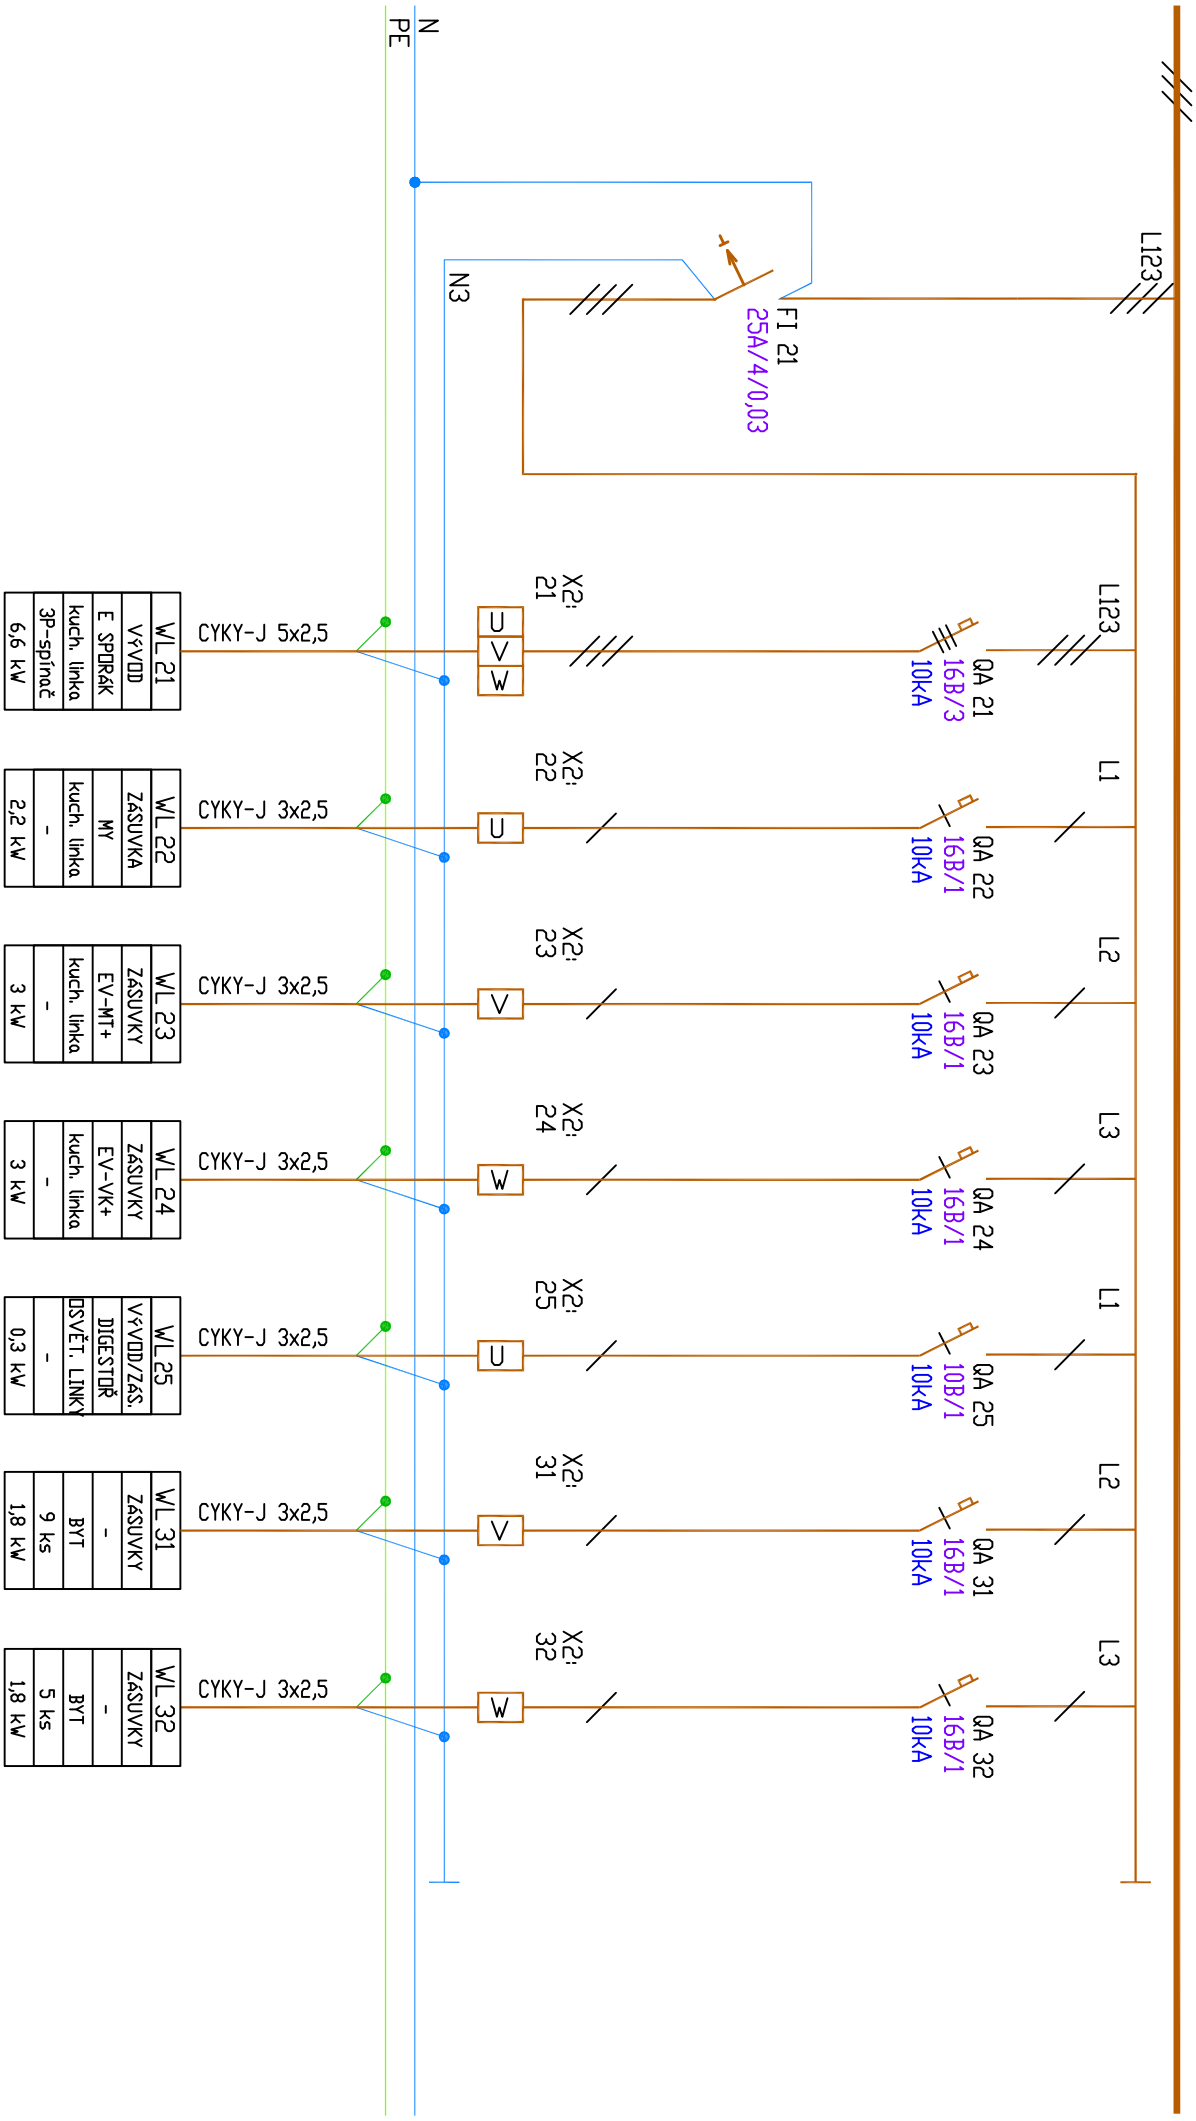 L123
FI 21
25A/4/0,03
N3
N
PE
L123
QA 21
16B/3
10kA
X2:
21
U
V
W
CYKY-J 5x2,5
WL 21
VÝVOD
E SPORÁK
kuch. linka
3P-spínač
6,6 kW
L1
QA 22
16B/1
10kA
X2:
22
U
CYKY-J 3x2,5
WL 22
ZÁSUVKA
MY
kuch. linka
-
2,2 kW
L2
QA 23
16B/1
10kA
X2:
23
V
CYKY-J 3x2,5
WL 23
ZÁSUVKY
EV-MT+
kuch. linka
-
3 kW
L3
QA 24
16B/1
10kA
X2:
24
W
CYKY-J 3x2,5
WL 24
ZÁSUVKY
EV-VK+
kuch. linka
-
3 kW
L1
QA 25
10B/1
10kA
X2:
25
U
CYKY-J 3x2,5
WL 25
VÝVOD/ZÁS.
DIGESTOŘ
OSVĚT. LINKY
-
0,3 kW
L2
QA 31
16B/1
10kA
X2:
31
V
CYKY-J 3x2,5
WL 31
ZÁSUVKY
-
BYT
9 ks
1,8 kW
L3
QA 32
16B/1
10kA
X2:
32
W
CYKY-J 3x2,5
WL 32
ZÁSUVKY
-
BYT
5 ks
1,8 kW